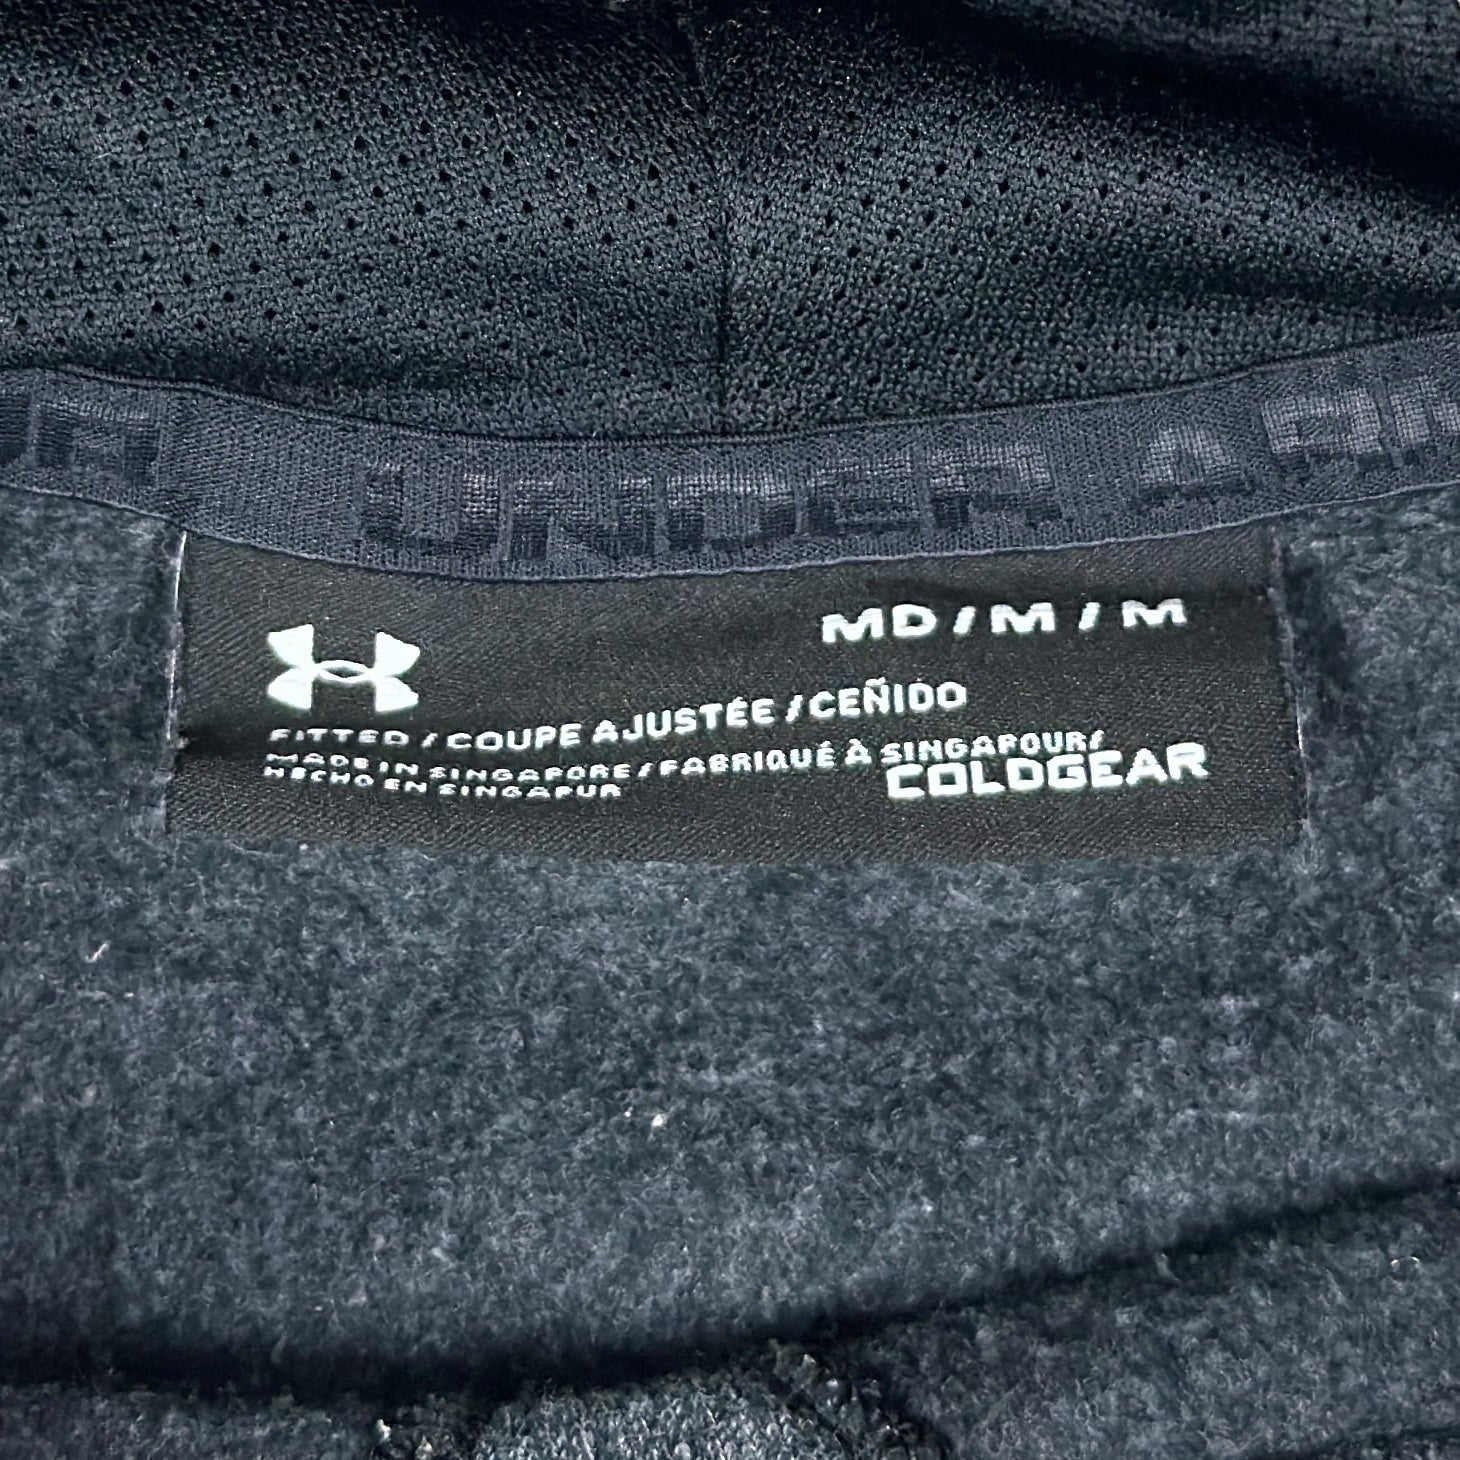 UNDER
MD / M / M
FITTED / COUPE AJUSTÉE / CEÑIDO
MADE IN SINGAPORE / FABRIQUÉ À SINGAPOUR/
HECHO EN SINGAPUR
COLDGEAR